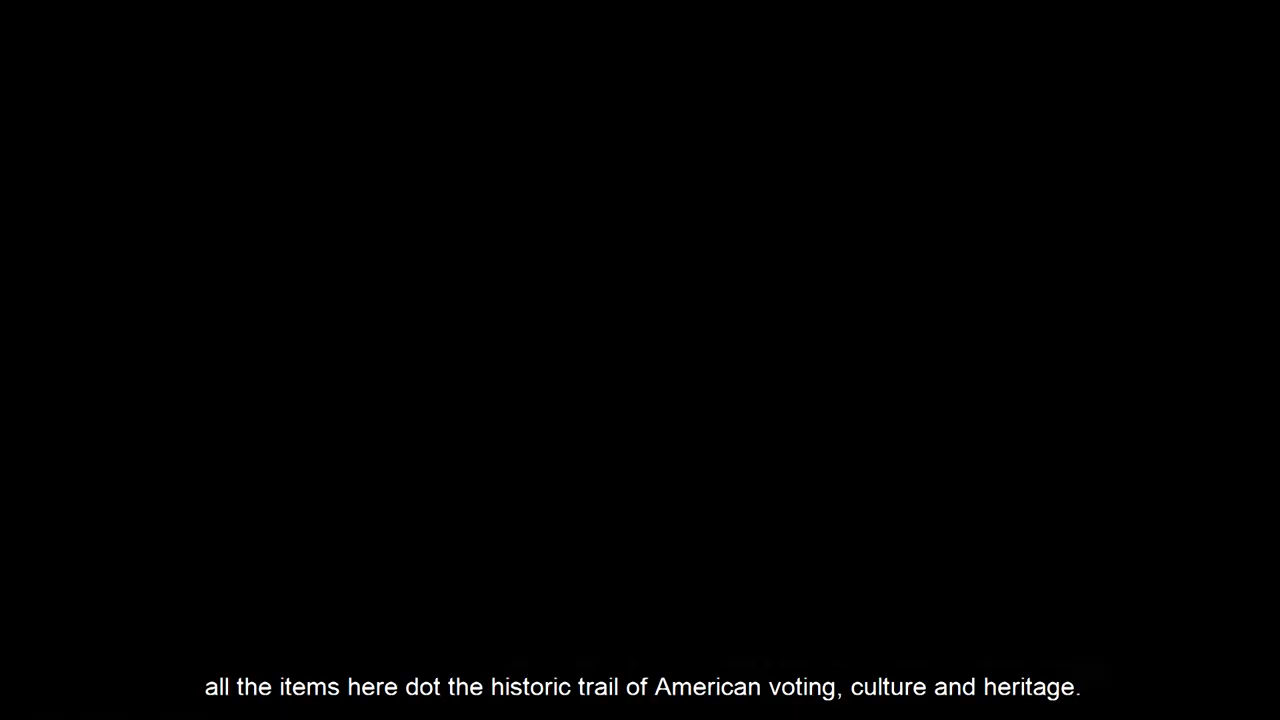 all the items here dot the historic trail of American voting, culture and heritage.